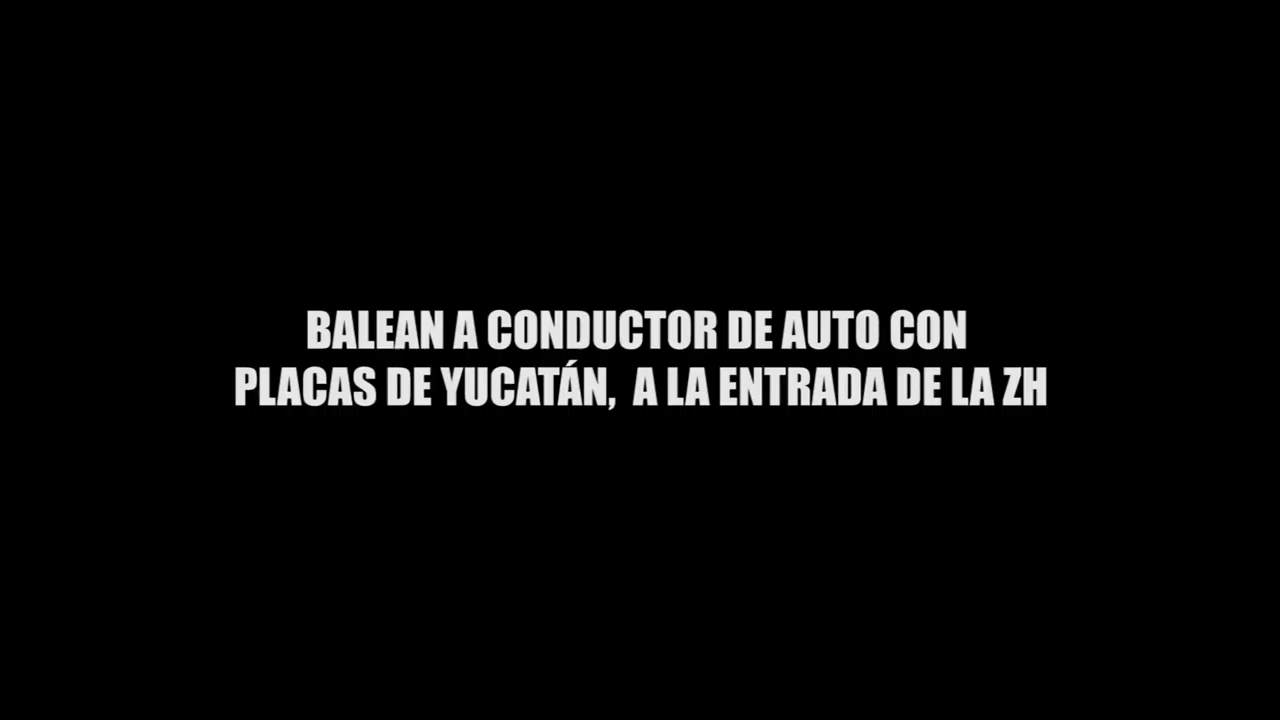 BALEAN A CONDUCTOR DE AUTO CON
PLACAS DE YUCATÁN,  A LA ENTRADA DE LA ZH